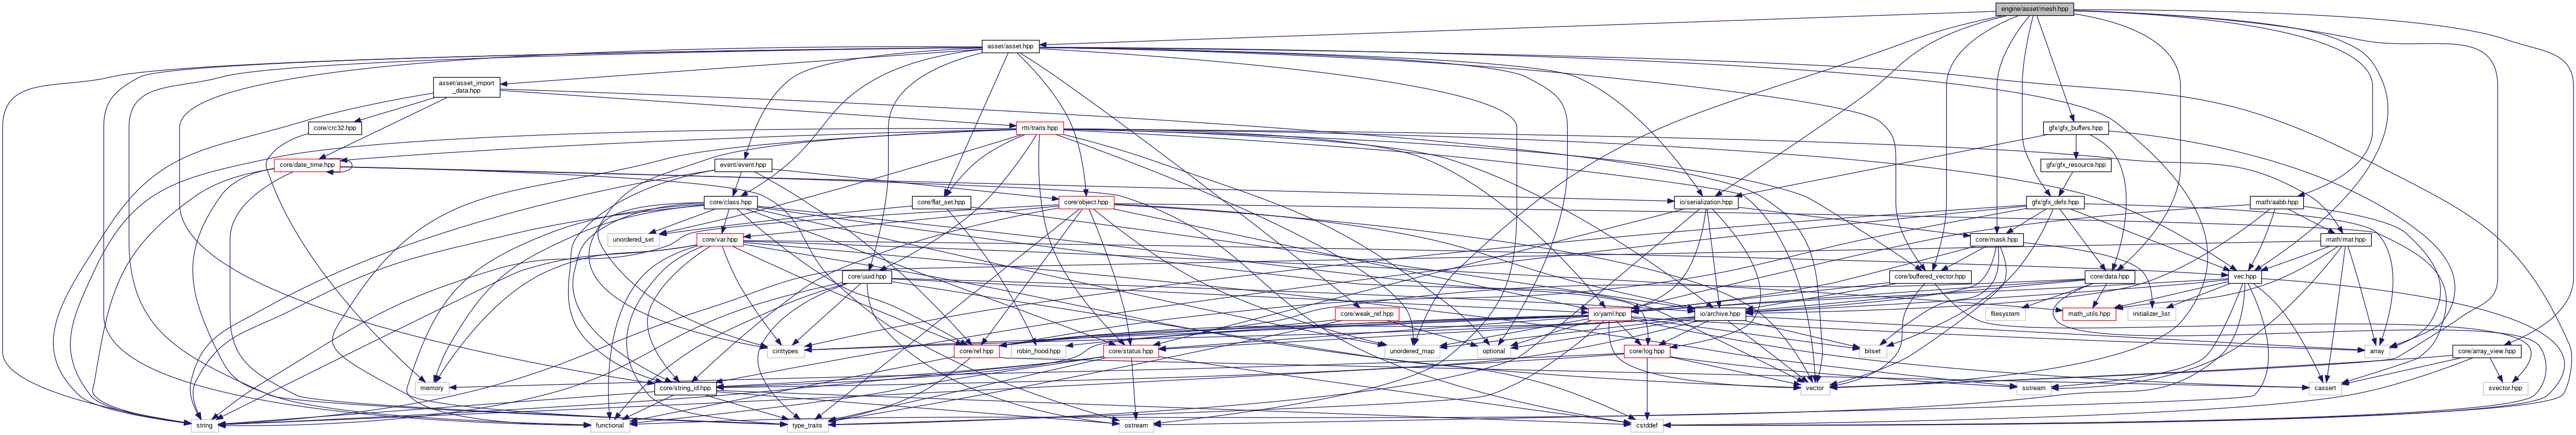 engine/asset/mesh.hpp
asset/asset.hpp
asset/asset_import
_data.hpp
core/crc32.hpp
rtti/traits.hpp
gfx/gfx_buffers.hpp
core/date_time.hpp
event/event.hpp
gfx/gfx_resource.hpp
core/class.hpp
core/flat_set.hpp
core/object.hpp
io/serialization.hpp
gfx/gfx_defs.hpp
math/aabb.hpp
unordered_set
core/var.hpp
core/mask.hpp
math/mat.hpp
core/uuid.hpp
core/buffered_vector.hpp
core/data.hpp
vec.hpp
core/weak_ref.hpp
io/yaml.hpp
io/archive.hpp
filesystem
math_utils.hpp
initializer_list
cinttypes
core/ref.hpp
robin_hood.hpp
core/status.hpp
unordered_map
optional
core/log.hpp
bitset
array
core/array_view.hpp
memory
core/string_id.hpp
vector
sstream
cassert
svector.hpp
string
functional
type_traits
ostream
cstddef